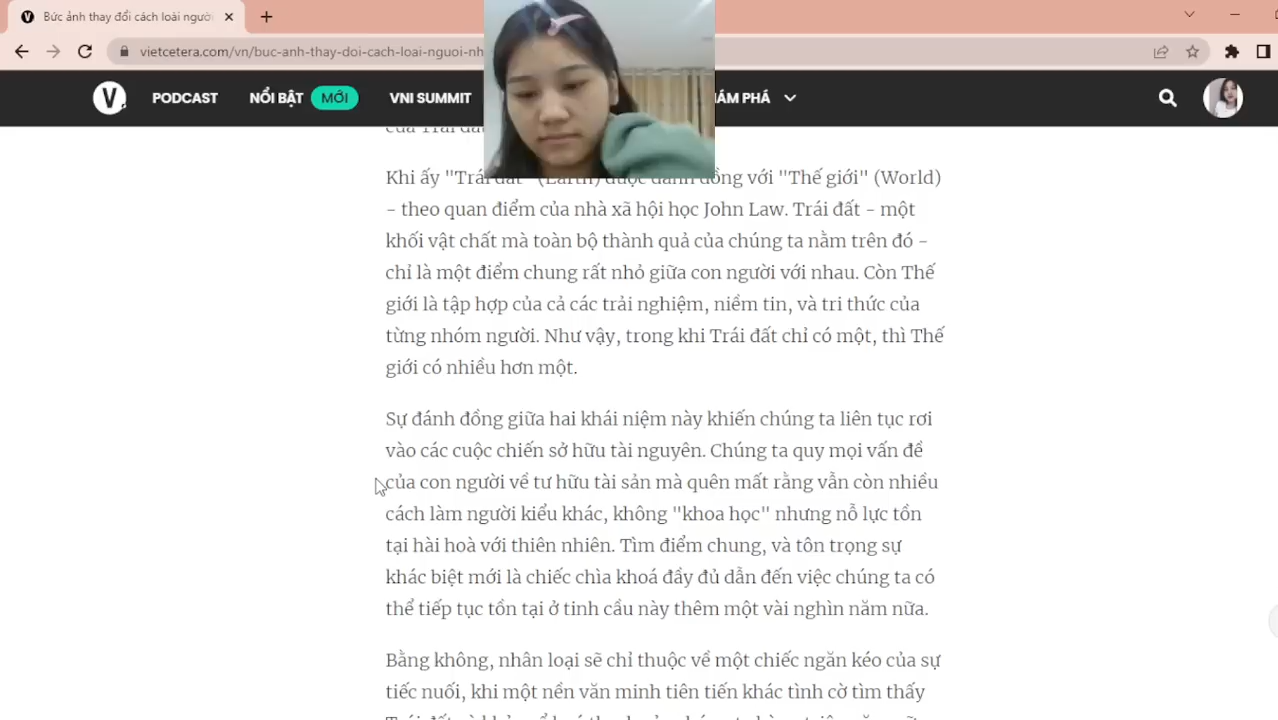 Bức ảnh thay đổi cách loài người
vietcetera.com/vn/buc-anh-thay-doi-cach-loai-nguoi-nh
V.
PODCAST NỔI BẬT MỚI VNI SUMMIT ÁM PHÁ
của Trái đất
Khi ấy "Trái đất" (Earth) được đánh đồng với "Thế giới" (World)
- theo quan điểm của nhà xã hội học John Law. Trái đất - một
khối vật chất mà toàn bộ thành quả của chúng ta nằm trên đó -
chỉ là một điểm chung rất nhỏ giữa con người với nhau. Còn Thế
giới là tập hợp của cả các trải nghiệm, niềm tin, và tri thức của
từng nhóm người. Như vậy, trong khi Trái đất chỉ có một, thì Thế
giới có nhiều hơn một.
Sự đánh đồng giữa hai khái niệm này khiến chúng ta liên tục rơi
vào các cuộc chiến sở hữu tài nguyên. Chúng ta quy mọi vấn đề
của con người về tư hữu tài sản mà quên mất rằng vẫn còn nhiều
cách làm người kiểu khác, không "khoa học" nhưng nỗ lực tồn
tại hài hoà với thiên nhiên. Tìm điểm chung, và tôn trọng sự
khác biệt mới là chiếc chìa khoá đầy đủ dẫn đến việc chúng ta có
thể tiếp tục tồn tại ở tinh cầu này thêm một vài nghìn năm nữa.
Bằng không, nhân loại sẽ chỉ thuộc về một chiếc ngăn kéo của sự
tiếc nuối, khi một nền văn minh tiên tiến khác tình cờ tìm thấy